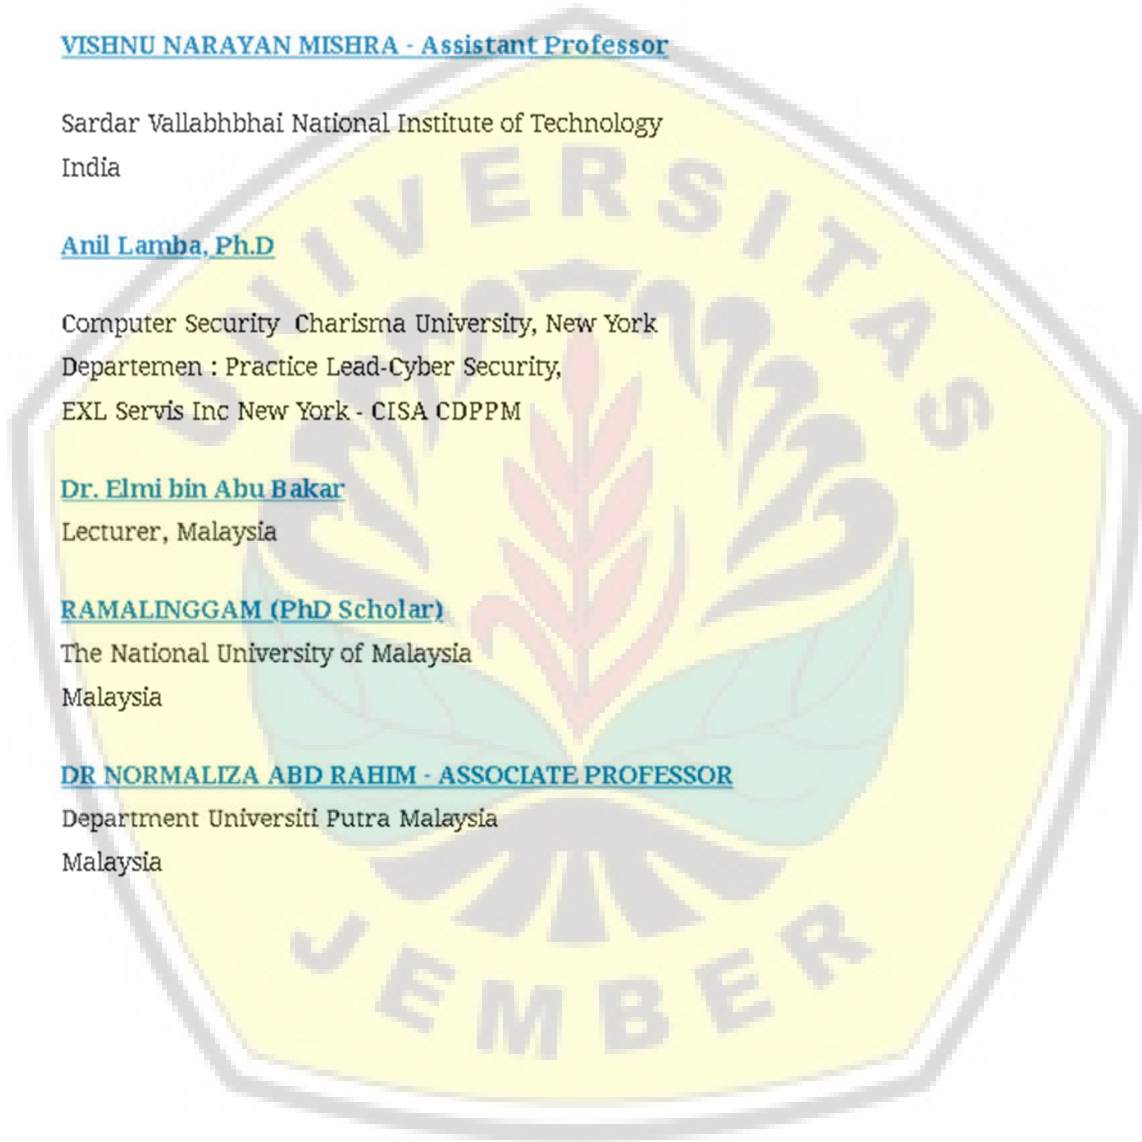 VISHNU NARAYAN MISHRA - Assistant Professor
Sardar Vallabhbhai National Institute of Technology
India
Anil Lamba, Ph.D
Computer Security  Charisma University, New York
Departemen : Practice Lead-Cyber Security,
EXL Servis Inc New York - CISA CDPPM
Dr. Elmi bin Abu Bakar
Lecturer, Malaysia
RAMALINGGAM (PhD Scholar)
The National University of Malaysia
Malaysia
DR NORMALIZA ABD RAHIM - ASSOCIATE PROFESSOR
Department Universiti Putra Malaysia
Malaysia
UNIVERSITAS
JEMBER